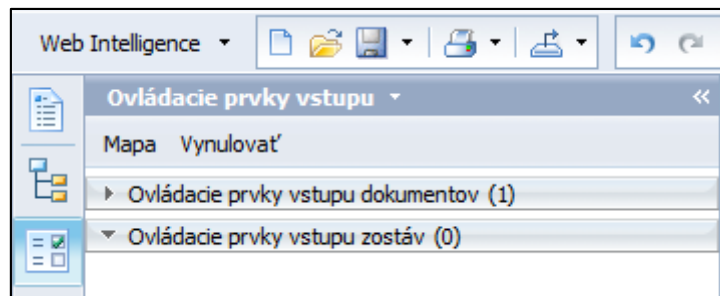 Web Intelligence
Ovládacie prvky vstupu
Mapa Vynulovať
Ovládacie prvky vstupu dokumentov (1)
Ovládacie prvky vstupu zostáv (0)